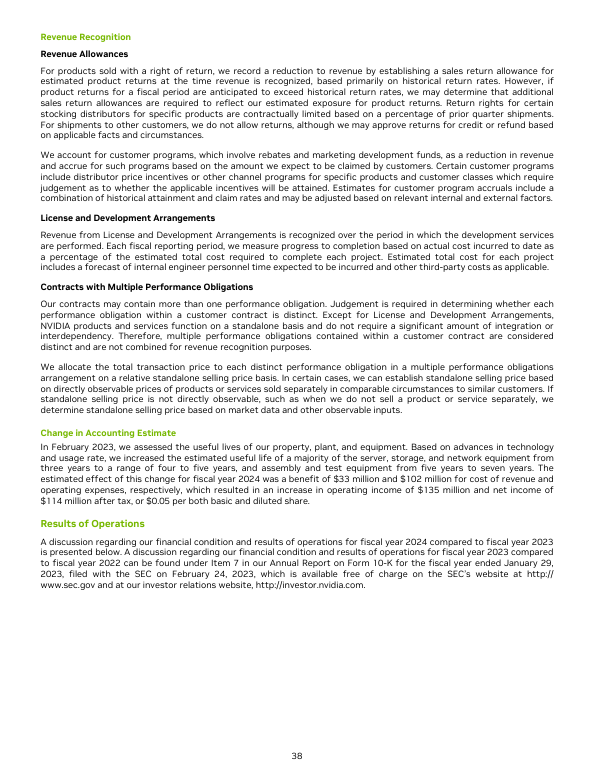 Revenue Recognition
Revenue Allowances
For products sold with a right of return, we record a reduction to revenue by establishing a sales return allowance for
estimated product returns at the time revenue is recognized, based primarily on historical return rates. However, if
product returns for a fiscal period are anticipated to exceed historical return rates, we may determine that additional
sales return allowances are required to reflect our estimated exposure for product returns. Return rights for certain
stocking distributors for specific products are contractually limited based on a percentage of prior quarter shipments.
For shipments to other customers, we do not allow returns, although we may approve returns for credit or refund based
on applicable facts and circumstances.
We account for customer programs, which involve rebates and marketing development funds, as a reduction in revenue
and accrue for such programs based on the amount we expect to be claimed by customers. Certain customer programs
include distributor price incentives or other channel programs for specific products and customer classes which require
judgement as to whether the applicable incentives will be attained. Estimates for customer program accruals include a
combination of historical attainment and claim rates and may be adjusted based on relevant internal and external factors.
License and Development Arrangements
Revenue from License and Development Arrangements is recognized over the period in which the development services
are performed. Each fiscal reporting period, we measure progress to completion based on actual cost incurred to date as
a percentage of the estimated total cost required to complete each project. Estimated total cost for each project
includes a forecast of internal engineer personnel time expected to be incurred and other third-party costs as applicable.
Contracts with Multiple Performance Obligations
Our contracts may contain more than one performance obligation. Judgement is required in determining whether each
performance obligation within a customer contract is distinct. Except for License and Development Arrangements,
NVIDIA products and services function on a standalone basis and do not require a significant amount of integration or
interdependency. Therefore, multiple performance obligations contained within a customer contract are considered
distinct and are not combined for revenue recognition purposes.
We allocate the total transaction price to each distinct performance obligation in a multiple performance obligations
arrangement on a relative standalone selling price basis. In certain cases, we can establish standalone selling price based
on directly observable prices of products or services sold separately in comparable circumstances to similar customers. If
standalone selling price is not directly observable, such as when we do not sell a product or service separately, we
determine standalone selling price based on market data and other observable inputs.
Change in Accounting Estimate
In February 2023, we assessed the useful lives of our property, plant, and equipment. Based on advances in technology
and usage rate, we increased the estimated useful life of a majority of the server, storage, and network equipment from
three years to a range of four to five years, and assembly and test equipment from five years to seven years. The
estimated effect of this change for fiscal year 2024 was a benefit of $33 million and $102 million for cost of revenue and
operating expenses, respectively, which resulted in an increase in operating income of $135 million and net income of
$114 million after tax, or $0.05 per both basic and diluted share.
Results of Operations
A discussion regarding our financial condition and results of operations for fiscal year 2024 compared to fiscal year 2023
is presented below. A discussion regarding our financial condition and results of operations for fiscal year 2023 compared
to fiscal year 2022 can be found under Item 7 in our Annual Report on Form 10-K for the fiscal year ended January 29,
2023, filed with the SEC on February 24, 2023, which is available free of charge on the SEC's website at http://
www.sec.gov and at our investor relations website, http://investor.nvidia.com.
38